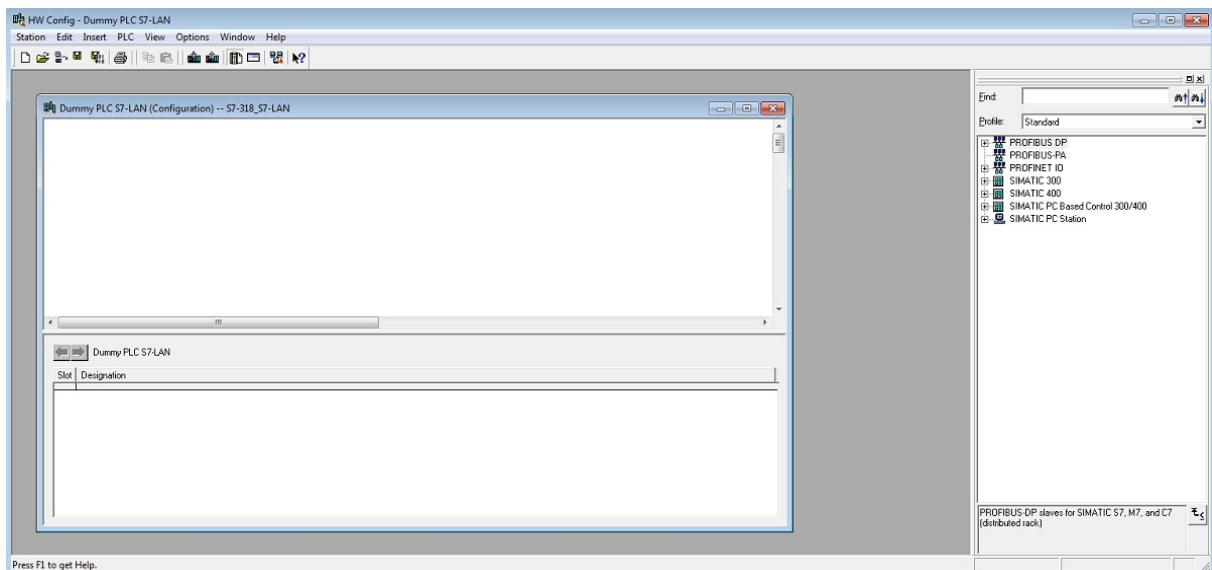 HW Config - Dummy PLC S7-LAN
Station Edit Insert PLC View Options Window Help
Dummy PLC S7-LAN (Configuration) -- S7-318_S7-LAN
Dummy PLC S7-LAN
Slot Designation
Find:
Profile: Standard
PROFIBUS DP
PROFIBUS-PA
PROFINET IO
SIMATIC 300
SIMATIC 400
SIMATIC PC Based Control 300/400
SIMATIC PC Station
PROFIBUS-DP slaves for SIMATIC S7, M7, and C7
(distributed rack)
Press F1 to get Help.